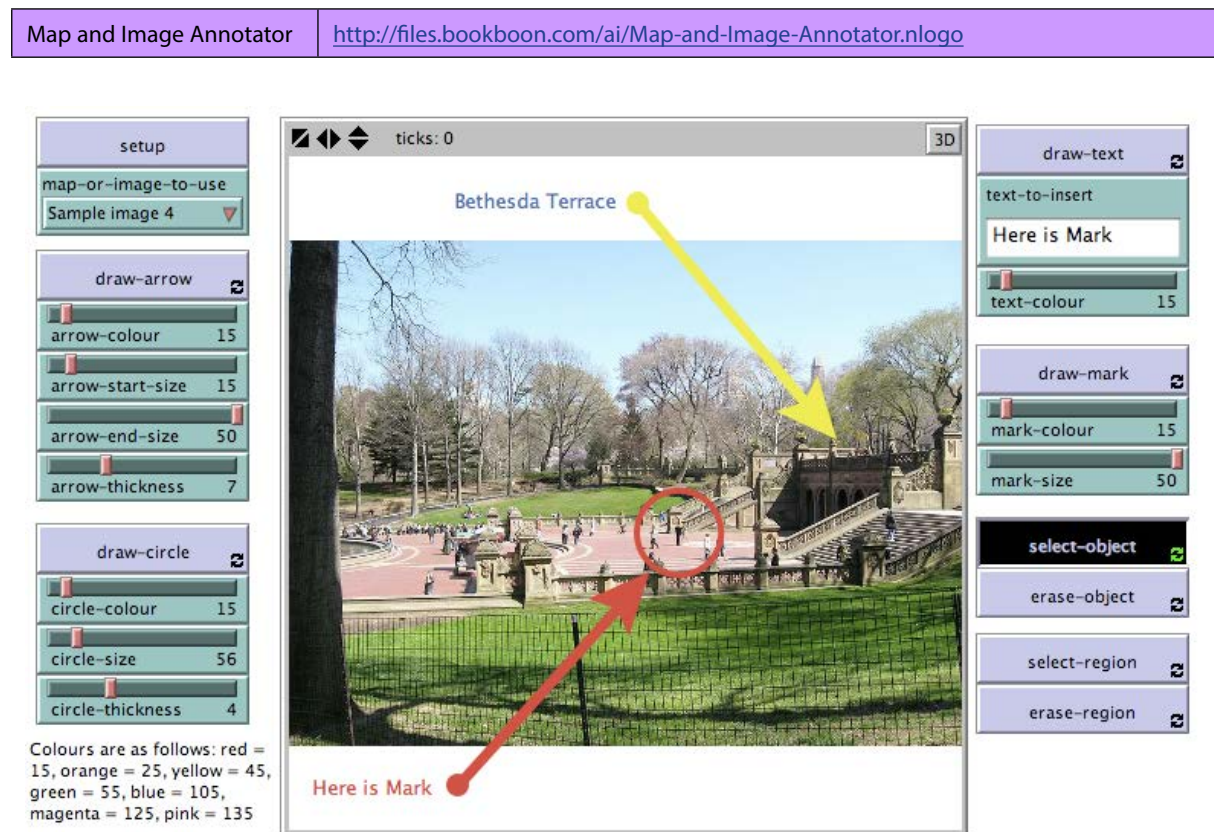 Map and Image Annotator http://files.bookboon.com/ai/Map-and-Image-Annotator.nlogo
setup
map-or-image-to-use
Sample image 4
draw-arrow
arrow-colour 15
arrow-start-size 15
arrow-end-size 50
arrow-thickness 7
draw-circle
circle-colour 15
circle-size 56
circle-thickness 4
Colours are as follows: red =
15, orange = 25, yellow = 45,
green = 55, blue = 105,
magenta = 125, pink = 135
ticks: 0 3D
Bethesda Terrace
Here is Mark
draw-text
text-to-insert
Here is Mark
text-colour 15
draw-mark
mark-colour 15
mark-size 50
select-object
erase-object
select-region
erase-region